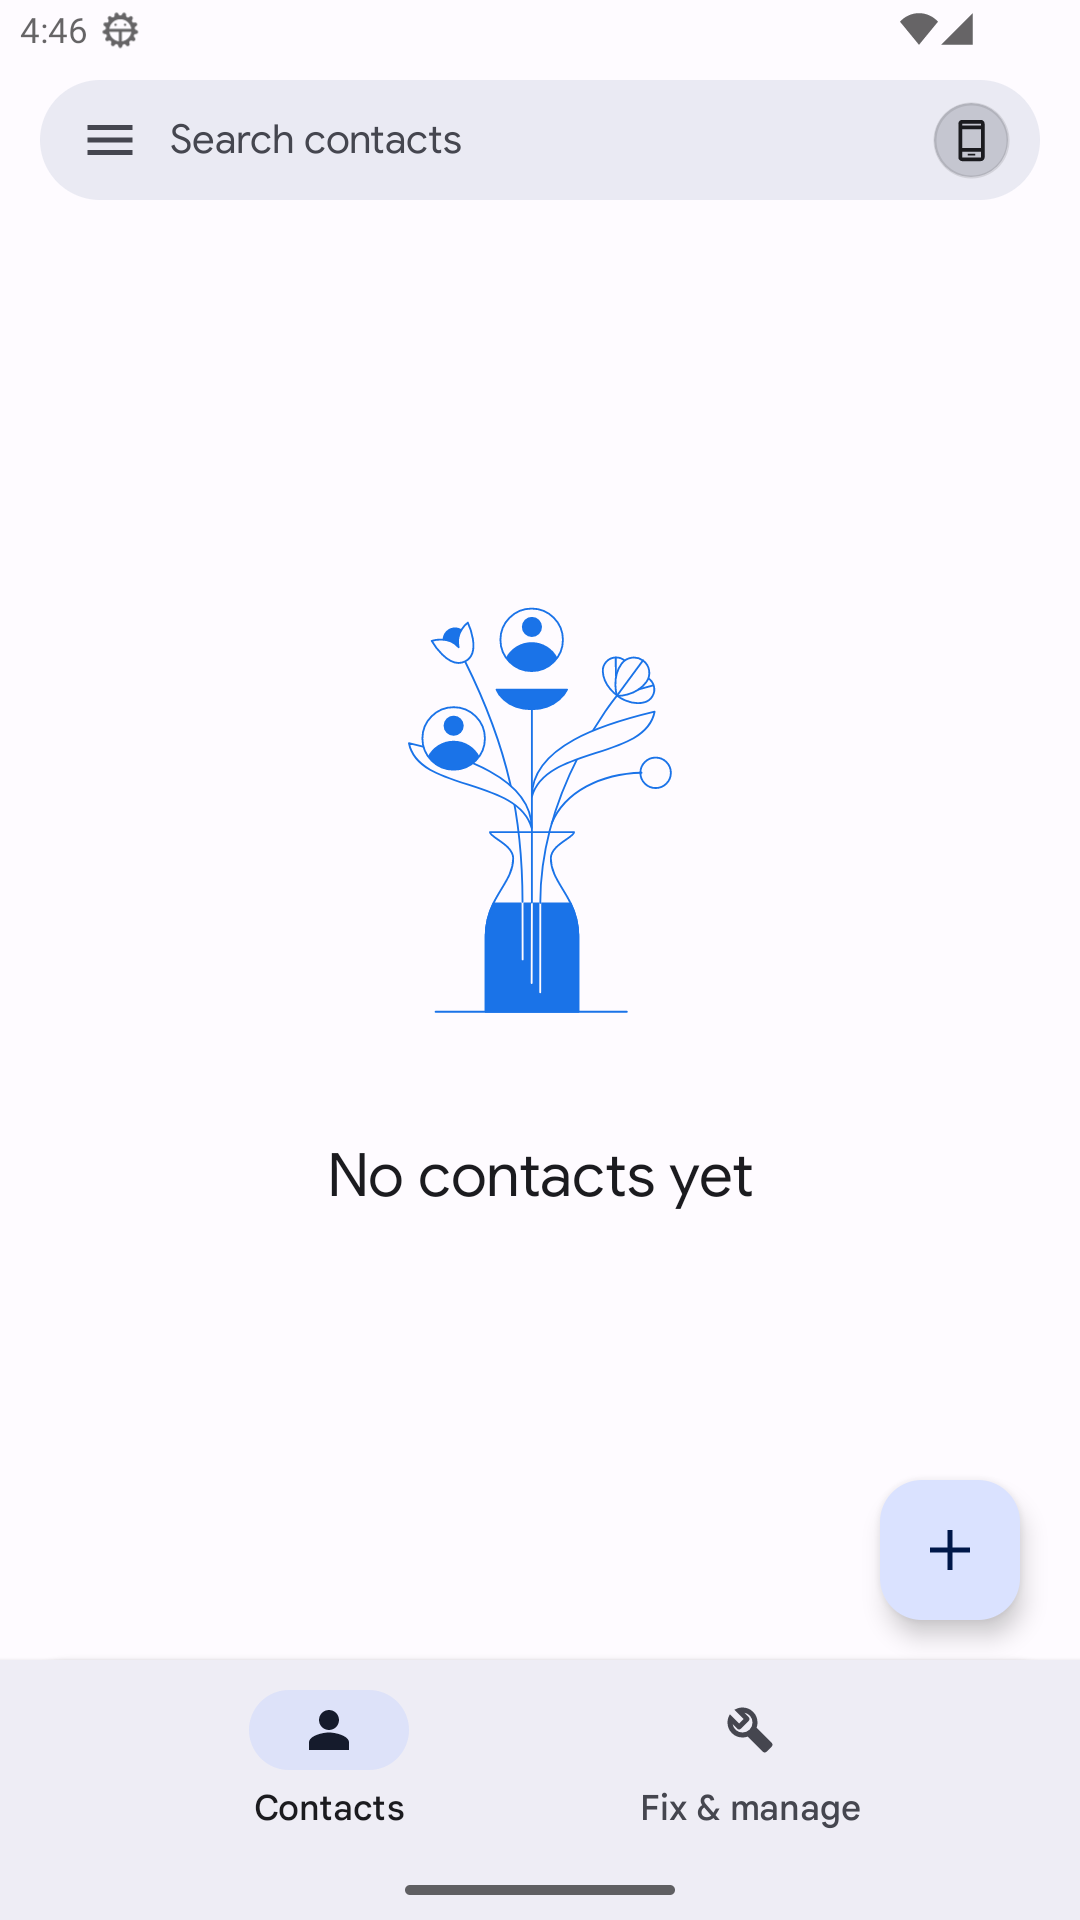 4:46
Search contacts
No contacts yet
Contacts
Fix & manage